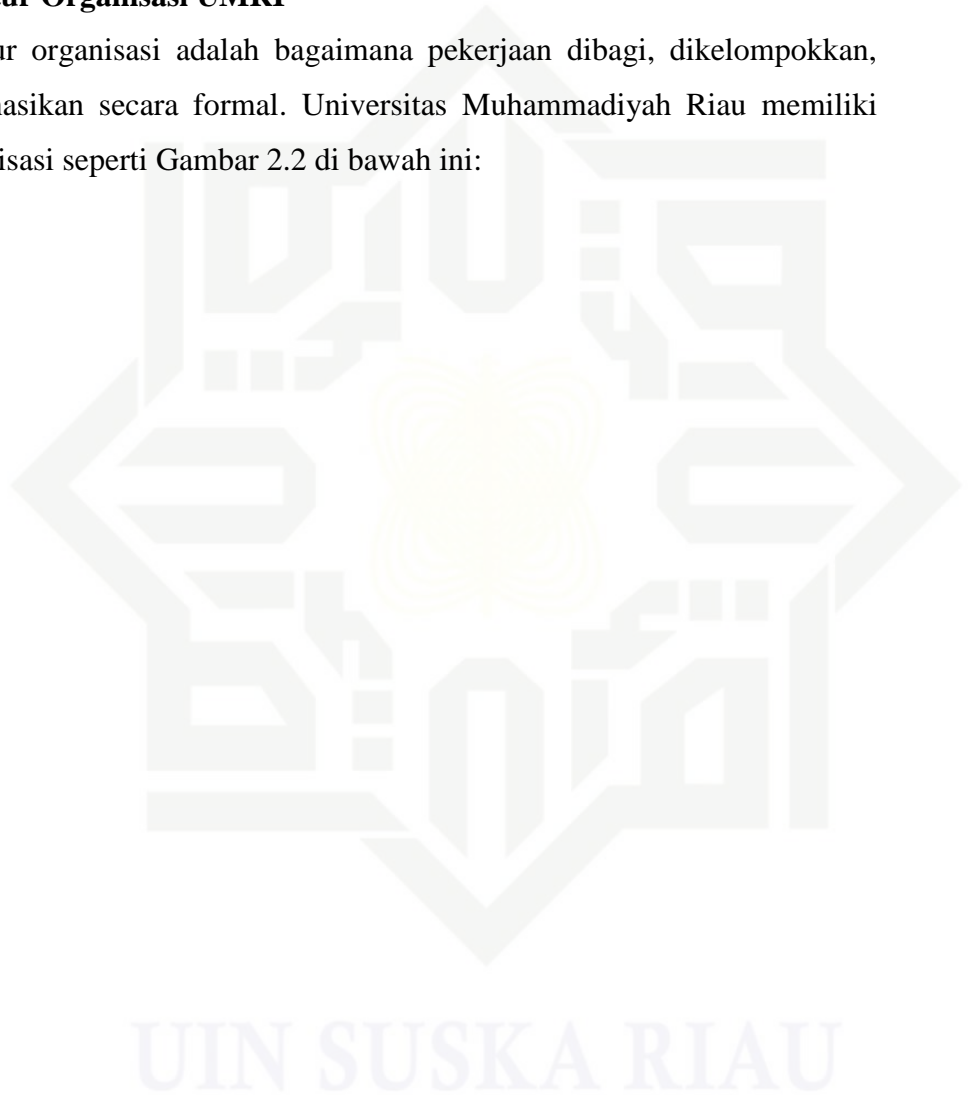 ur Organisasi UMRI
ur organisasi adalah bagaimana pekerjaan dibagi, dikelompokkan,
nasikan secara formal. Universitas Muhammadiyah Riau memiliki
isasi seperti Gambar 2.2 di bawah ini:
UIN SUSKA RIAU